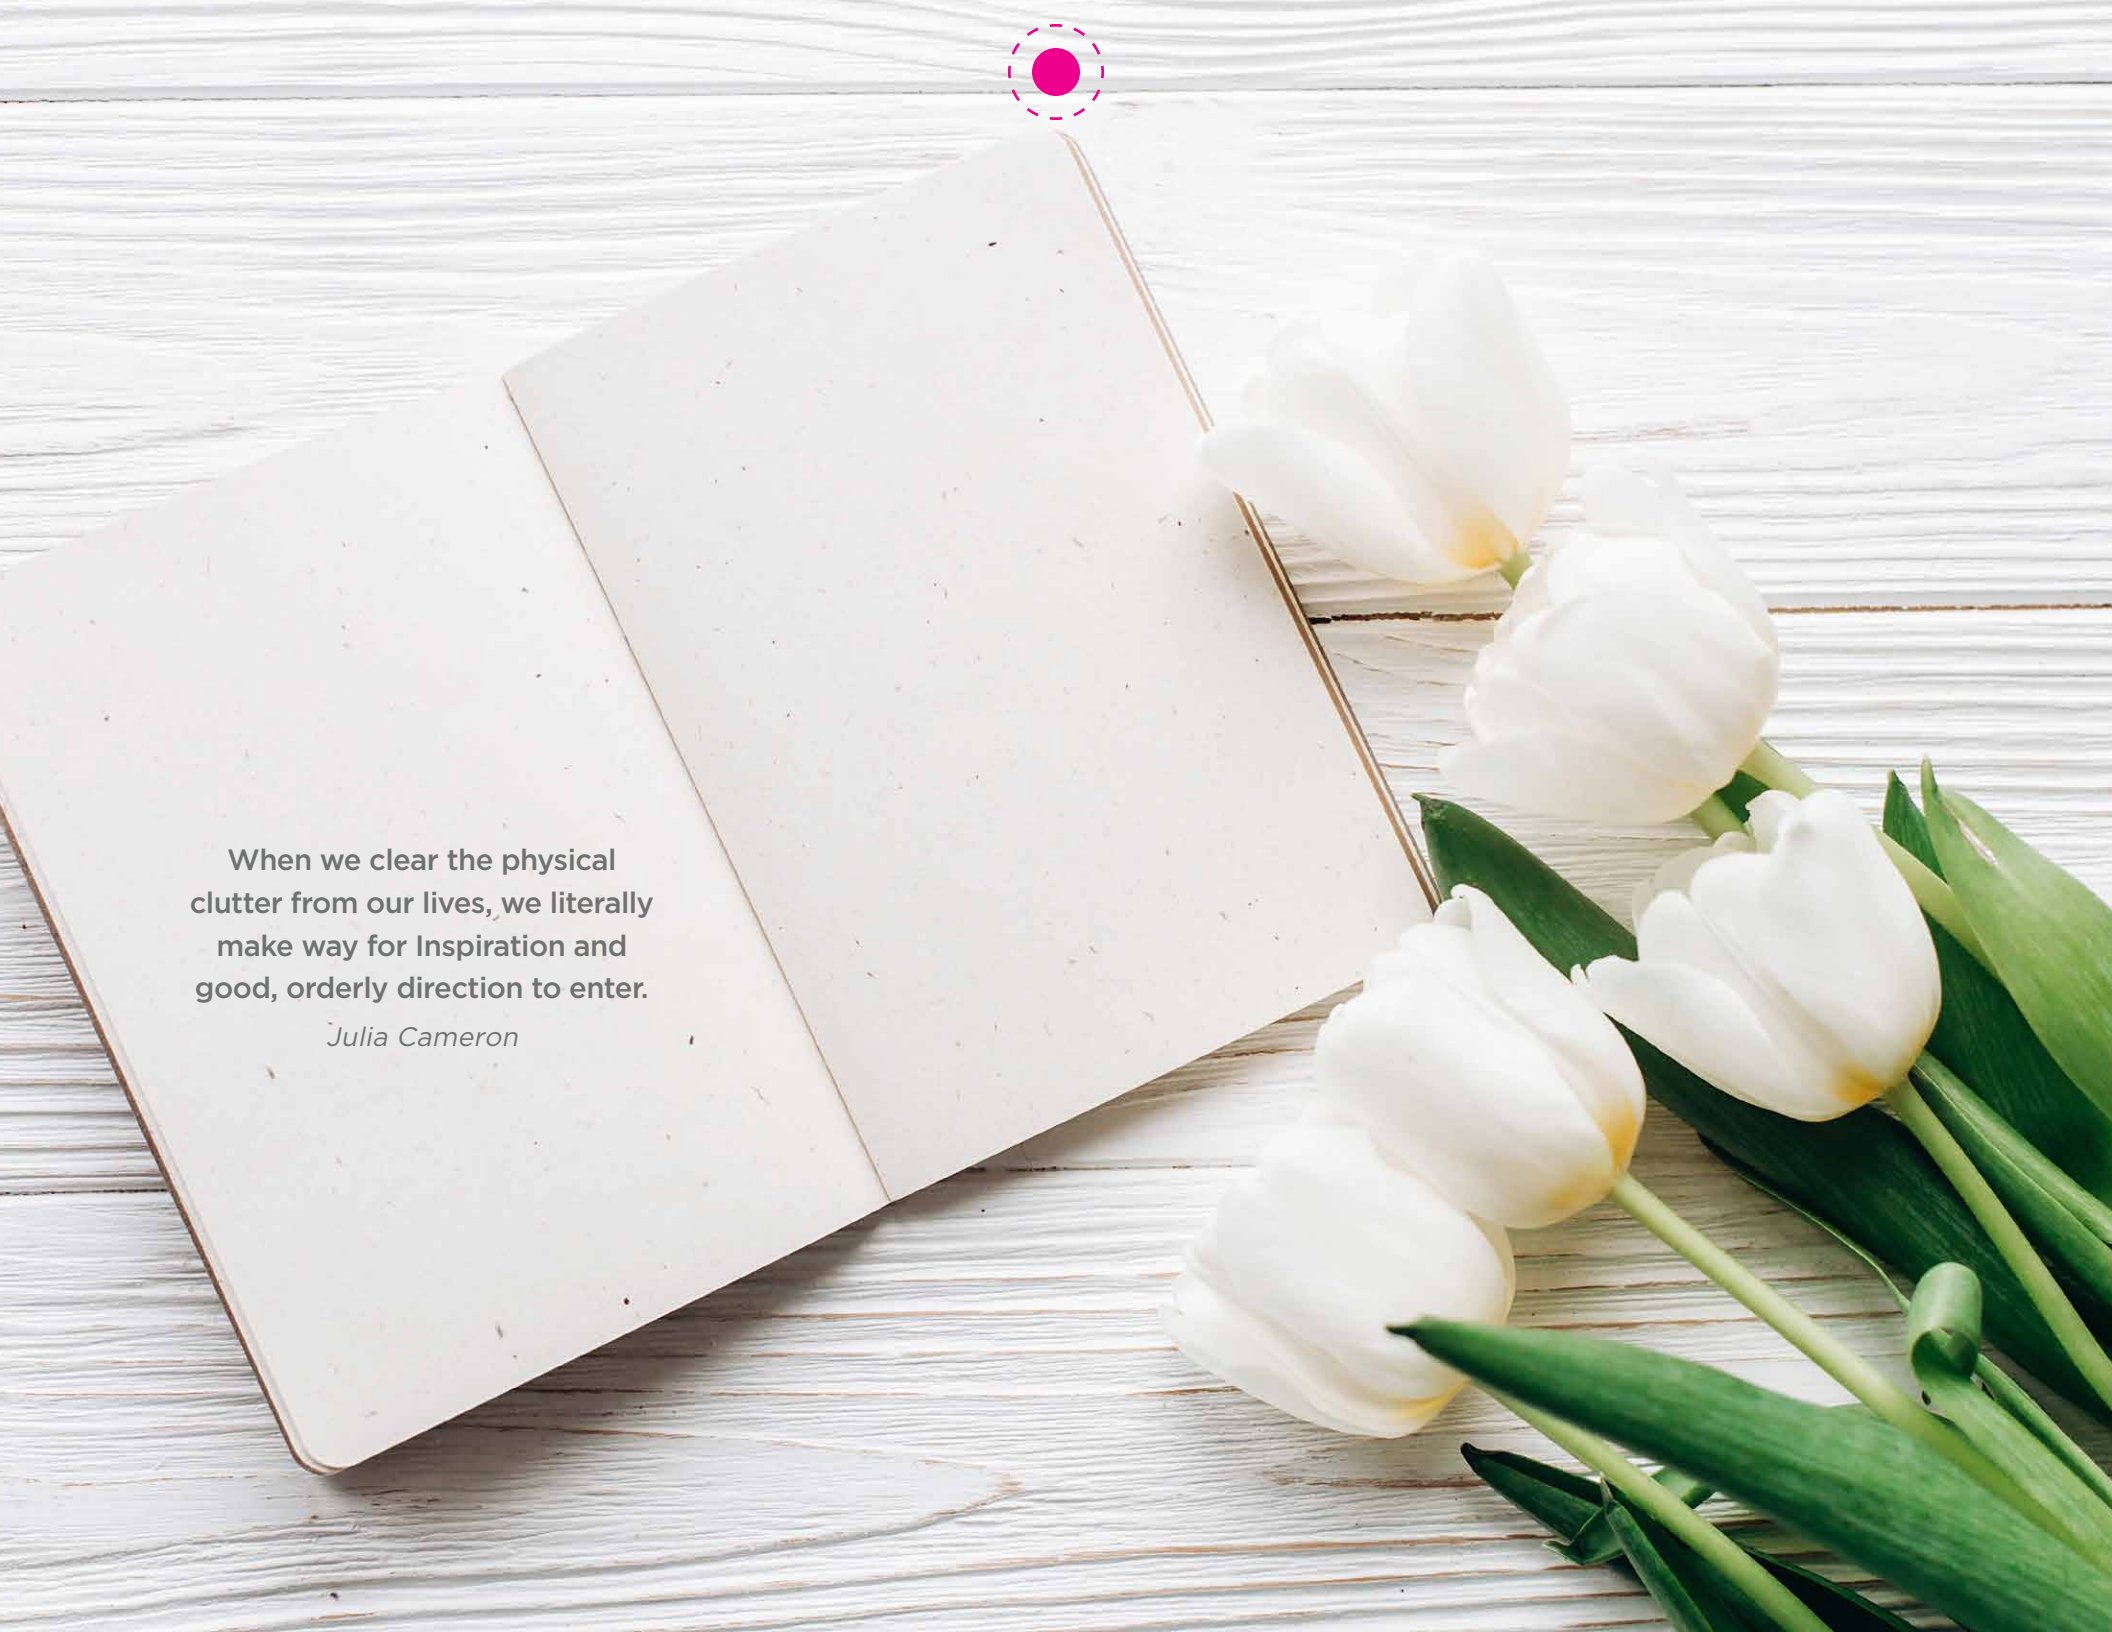 When we clear the physical
clutter from our lives, we literally
make way for Inspiration and
good, orderly direction to enter.
Julia Cameron